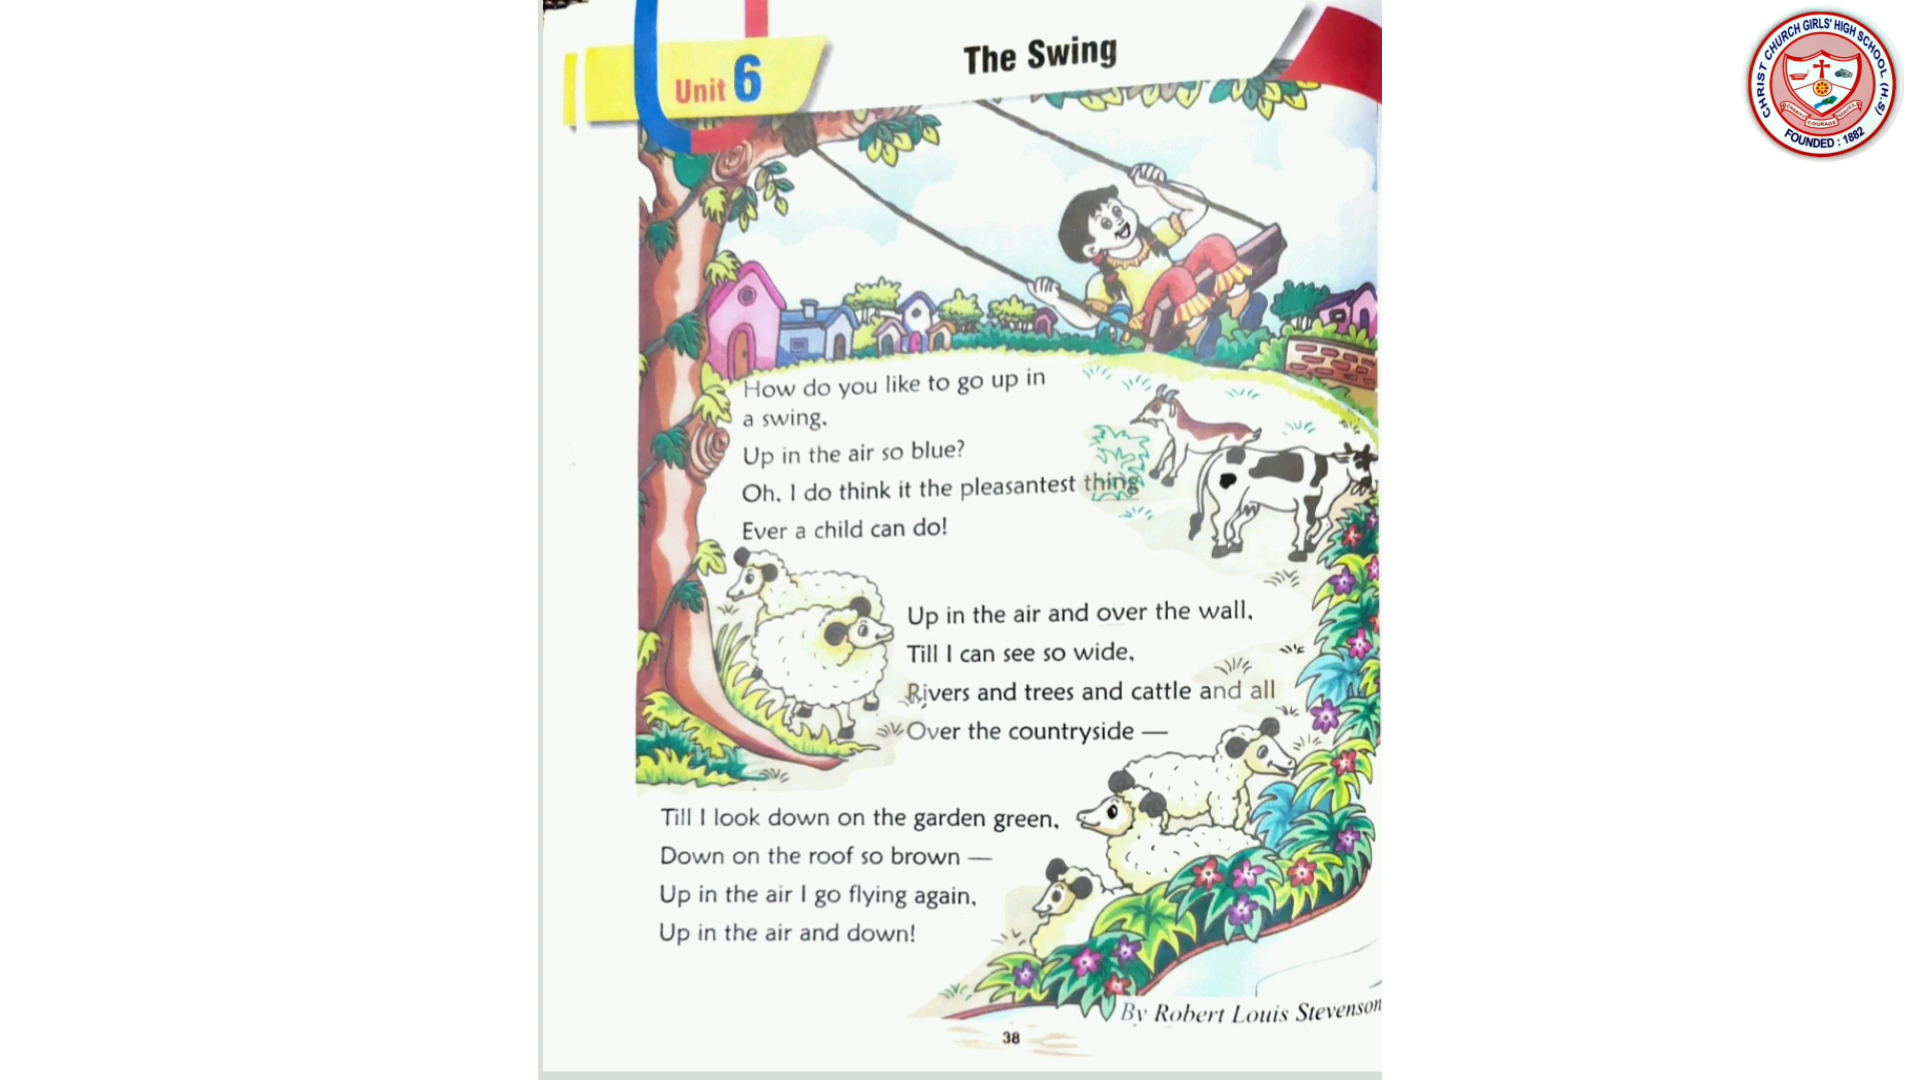 Unit 6
The Swing
CHRIST CHURCH GIRLS' HIGH SCHOOL (H.S)
COURAGE
FOUNDED : 1882
How do you like to go up in
a swing,
Up in the air so blue?
Oh, I do think it the pleasantest thing
Ever a child can do!
Up in the air and over the wall,
Till I can see so wide,
Rivers and trees and cattle and all
Over the countryside —
Till I look down on the garden green,
Down on the roof so brown —
Up in the air I go flying again,
Up in the air and down!
By Robert Louis Stevenson
38